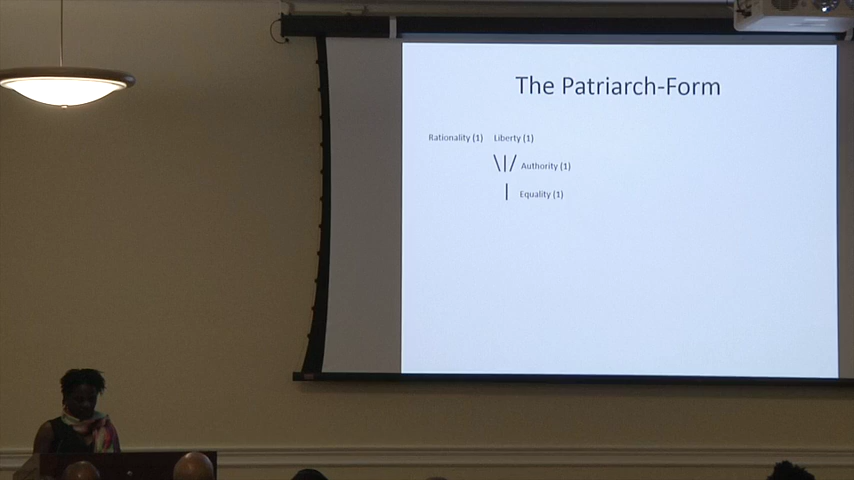 The Patriarch-Form
Rationality (1) Liberty (1)
\|/ Authority (1)
| Equality (1)